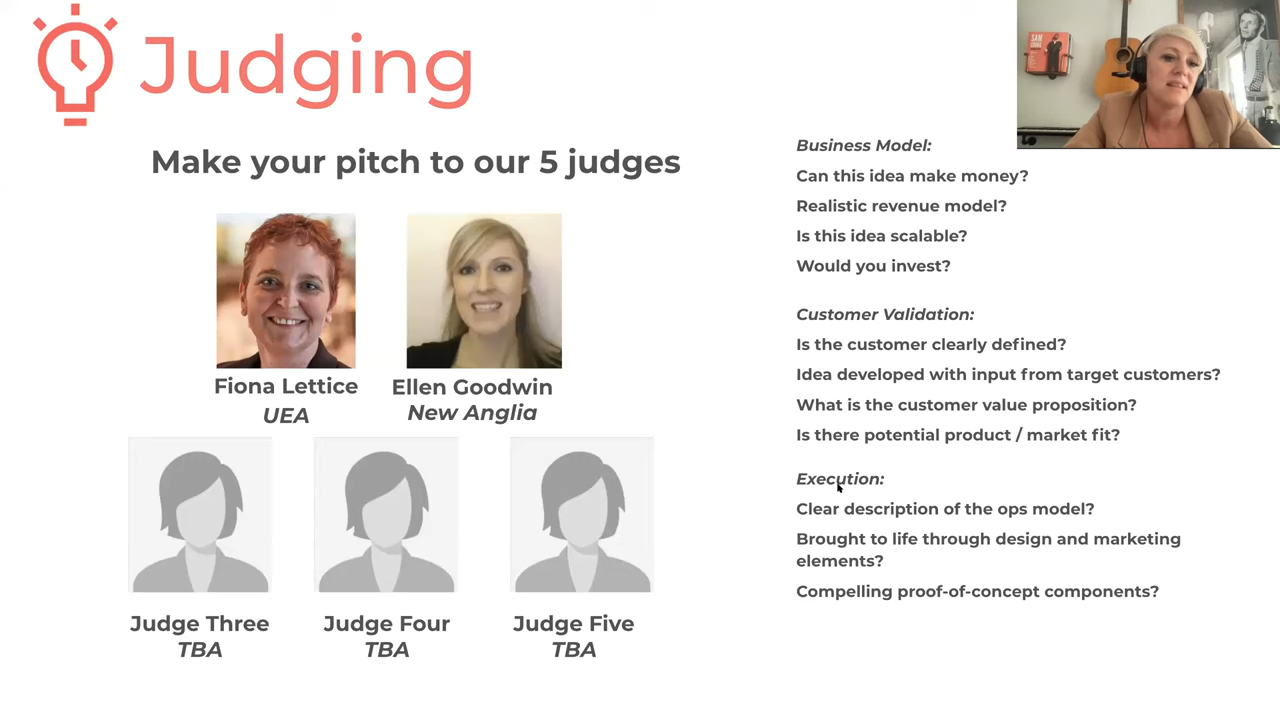 Judging
Make your pitch to our 5 judges
Fiona Lettice
UEA
Ellen Goodwin
New Anglia
Judge Three
TBA
Judge Four
TBA
Judge Five
TBA
Business Model:
Can this idea make money?
Realistic revenue model?
Is this idea scalable?
Would you invest?
Customer Validation:
Is the customer clearly defined?
Idea developed with input from target customers?
What is the customer value proposition?
Is there potential product / market fit?
Execution:
Clear description of the ops model?
Brought to life through design and marketing
elements?
Compelling proof-of-concept components?
SAM
COOKE